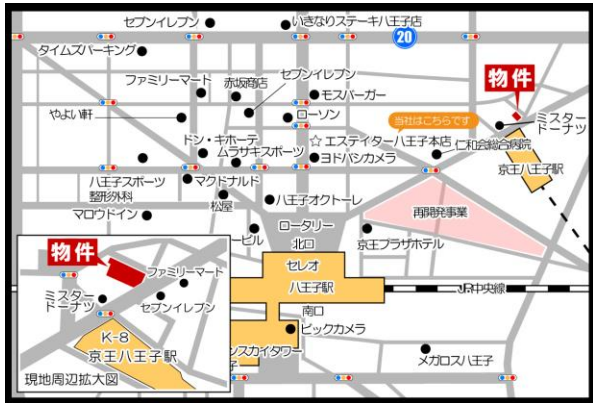 セブンイレブン
いきなりステーキ八王子店
20
タイムズパーキング
ファミリーマート
赤坂商店
セブンイレブン
物件
モスバーガー
やよい軒
ローソン
当社はこちらです
ミスター
ドーナツ
ドン・キホーテ
☆ エステイター八王子本店
ムラサキスポーツ
ヨドバシカメラ
仁和会総合病院
京王八王子駅
八王子スポーツ
整形外科
マクドナルド
松屋
八王子オクトーレ
マロウドイン
ロータリー
再開発事業
北口
ービル
京王プラザホテル
セレオ
八王子駅
JR中央線
南口
ビックカメラ
ンスカイタワー
子
メガロス八王子
物件
ファミリーマート
ミスター
ドーナツ
セブンイレブン
K-8
京王八王子駅
現地周辺拡大図